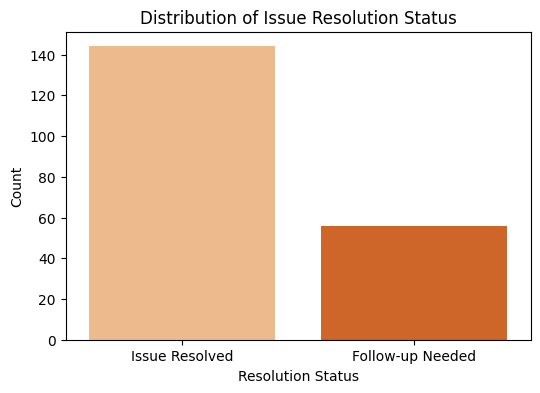 Distribution of Issue Resolution Status
140
120
100
80
60
40
20
0
Count
Issue Resolved Follow-up Needed
Resolution Status